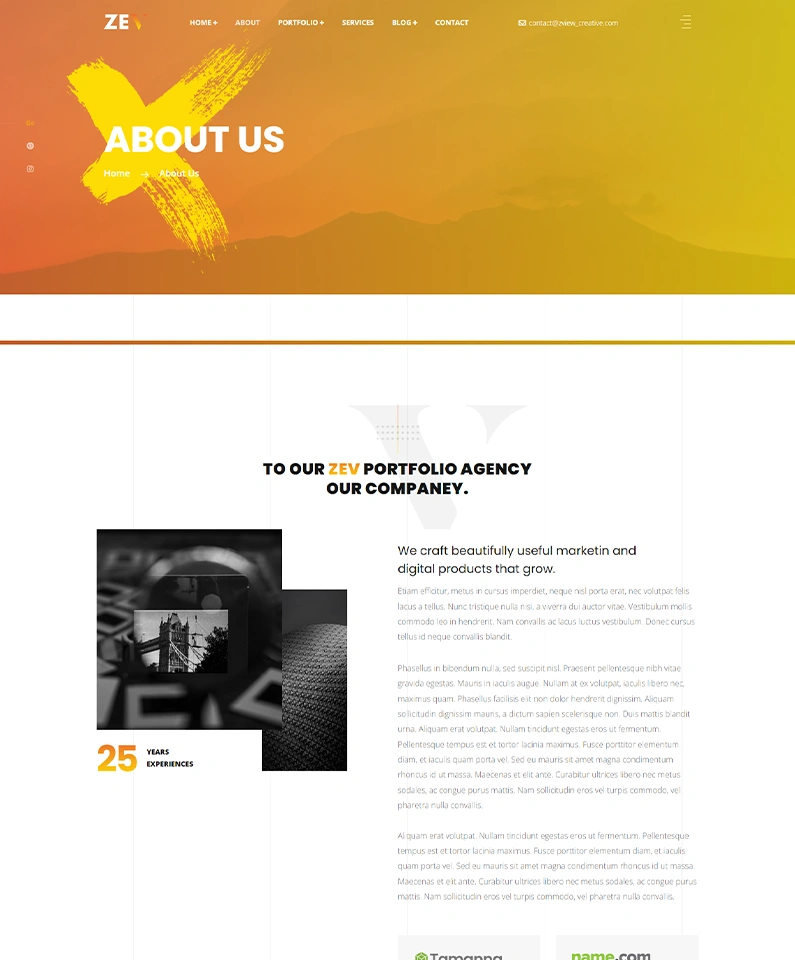 ZEV
HOME +
ABOUT
PORTFOLIO +
SERVICES
BLOG +
CONTACT
contact@zview_creative.com
Bē
ABOUT US
Home → About Us
TO OUR ZEV PORTFOLIO AGENCY
OUR COMPANEY.
We craft beautifully useful marketin and
digital products that grow.
Etiam efficitur, metus in cursus imperdiet, neque nisl porta erat, nec volutpat felis
lacus a tellus. Nunc tristique nulla nisi, a viverra dui auctor vitae. Vestibulum mollis
commodo leo in hendrerit. Nam convallis ac lacus luctus vestibulum. Donec cursus
tellus id neque convallis blandit.
Phasellus in bibendum nulla, sed suscipit nisl. Praesent pellentesque nibh vitae
gravida egestas. Mauris in iaculis augue. Nullam at ex volutpat, iaculis libero nec,
maximus quam. Phasellus facilisis elit non dolor hendrerit dignissim. Aliquam
sollicitudin dignissim mauris, a dictum sapien scelerisque non. Duis mattis blandit
urna. Aliquam erat volutpat. Nullam tincidunt egestas eros ut fermentum.
Pellentesque tempus est et tortor lacinia maximus. Fusce porttitor elementum
diam, et iaculis quam porta vel. Sed eu mauris sit amet magna condimentum
rhoncus id ut massa. Maecenas et elit ante. Curabitur ultrices libero nec metus
sodales, ac congue purus mattis. Nam sollicitudin eros vel turpis commodo, vel
pharetra nulla convallis.
Aliquam erat volutpat. Nullam tincidunt egestas eros ut fermentum. Pellentesque
tempus est et tortor lacinia maximus. Fusce porttitor elementum diam, et iaculis
quam porta vel. Sed eu mauris sit amet magna condimentum rhoncus id ut massa.
Maecenas et elit ante. Curabitur ultrices libero nec metus sodales, ac congue purus
mattis. Nam sollicitudin eros vel turpis commodo, vel pharetra nulla convallis.
25
YEARS
EXPERIENCES
Tamanna
name.com